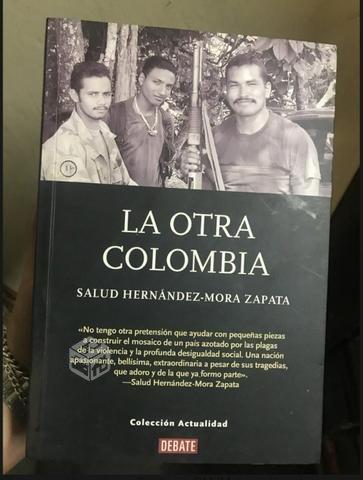 LA OTRA
COLOMBIA
SALUD HERNÁNDEZ-MORA ZAPATA
«No tengo otra pretensión que ayudar con pequeñas piezas
a construir el mosaico de un país azotado por las plagas
de la violencia y la profunda desigualdad social. Una nación
apasionante, bellísima, extraordinaria a pesar de sus tragedias,
que adoro y de la que ya formo parte».
—Salud Hernández-Mora Zapata
Colección Actualidad
DEBATE